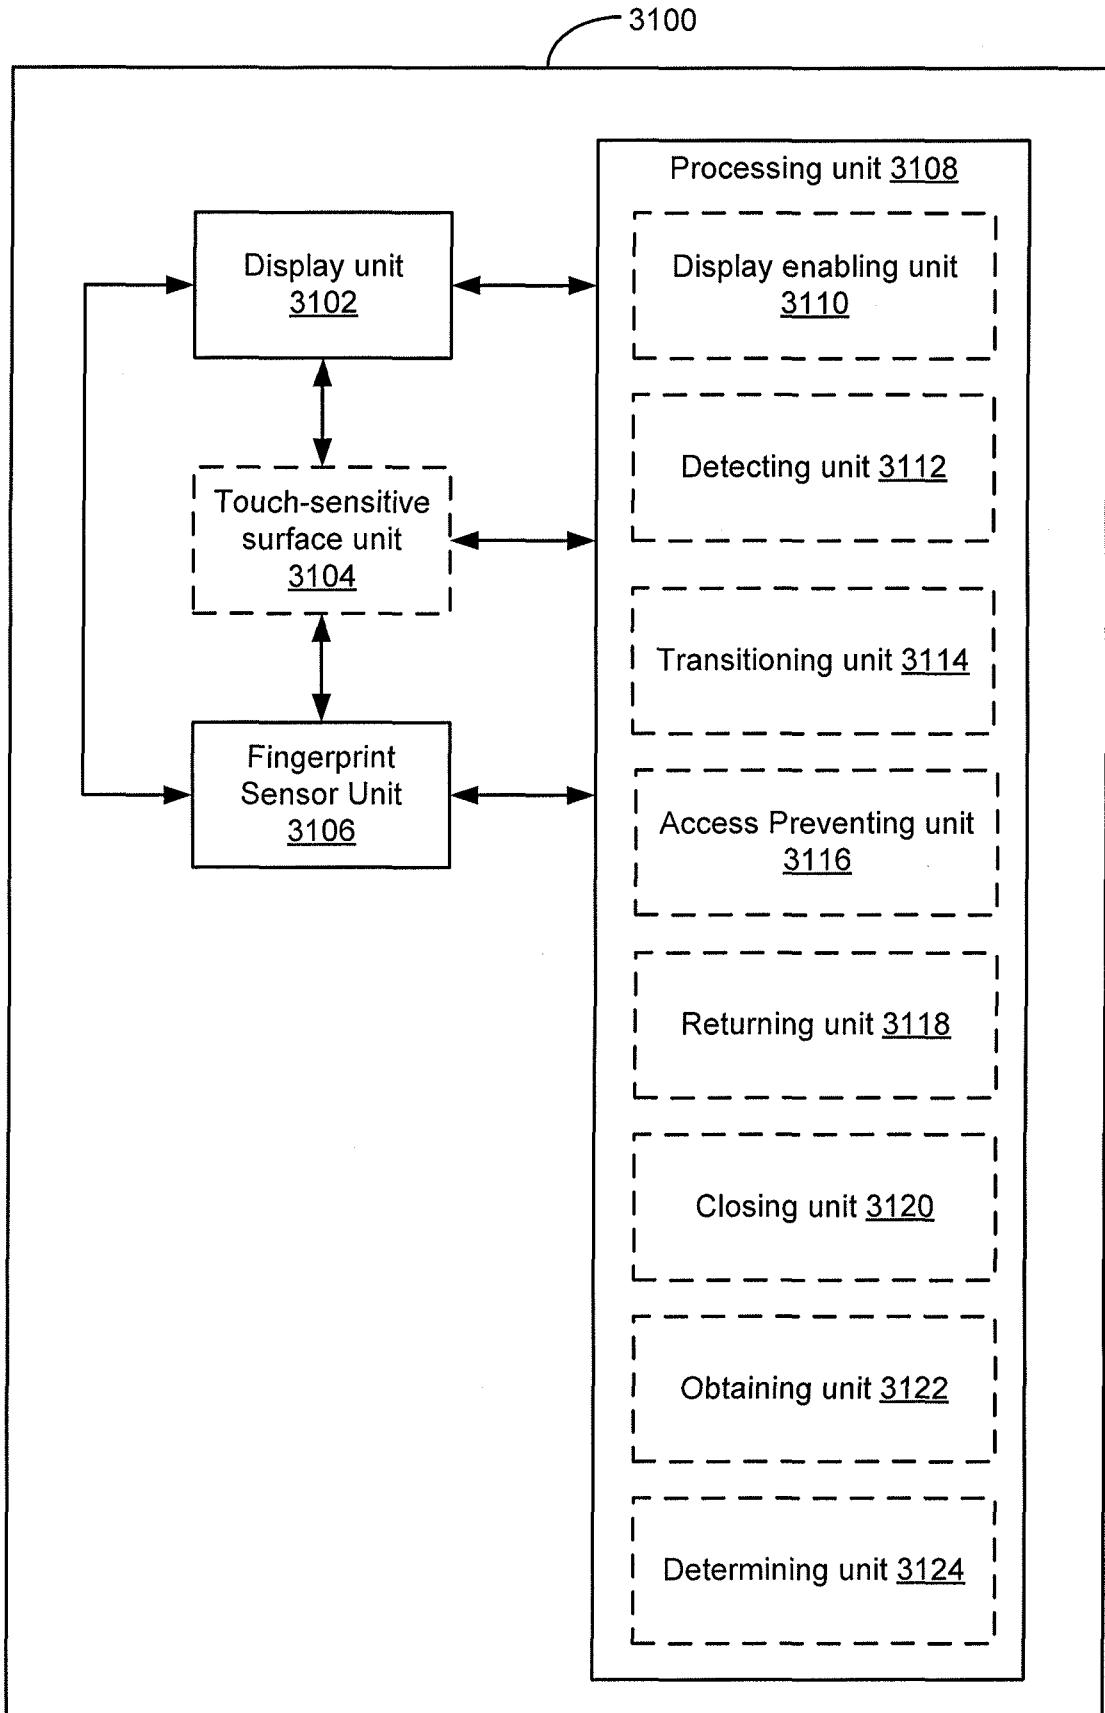 3100
Processing unit 3108
Display unit
3102
Display enabling unit
3110
Detecting unit 3112
Touch-sensitive
surface unit
3104
Transitioning unit 3114
Fingerprint
Sensor Unit
3106
Access Preventing unit
3116
Returning unit 3118
Closing unit 3120
Obtaining unit 3122
Determining unit 3124